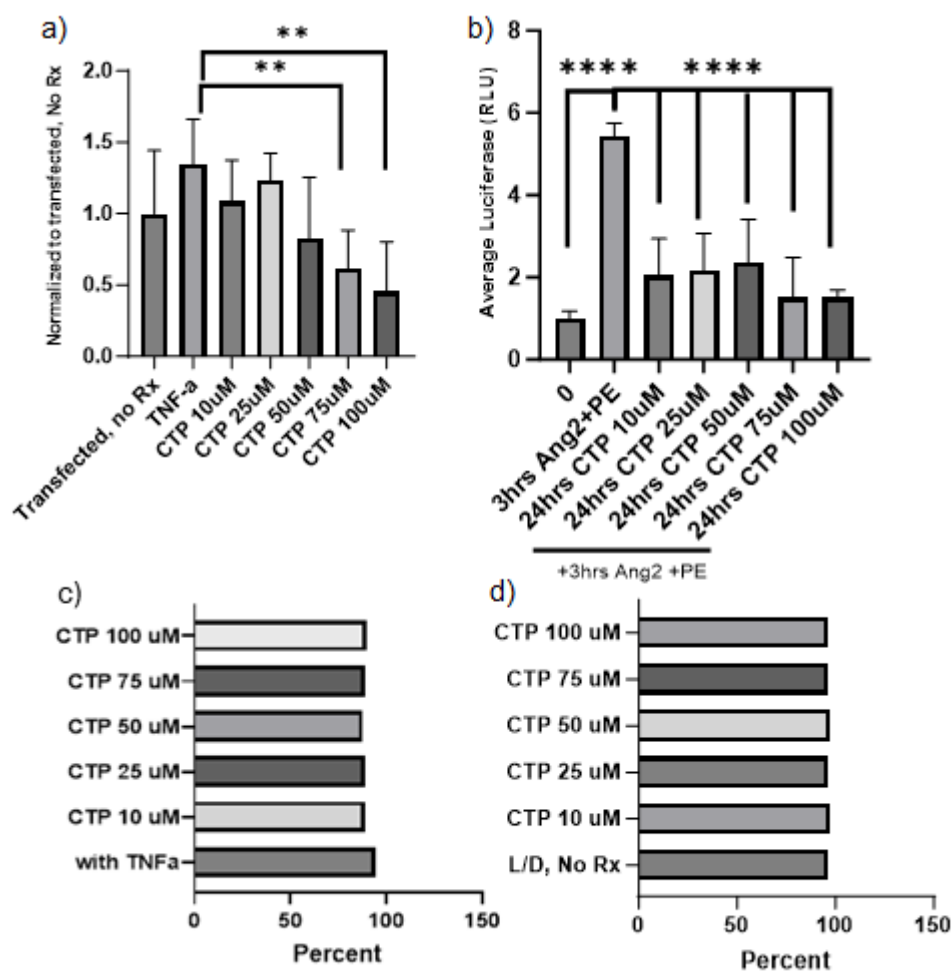 a)
** 
**
2.0
1.5
1.0
0.5
0.0
Normalized to transfected, No Rx
Transfected, no Rx
TNF-a
CTP 10uM
CTP 25uM
CTP 50uM
CTP 75uM
CTP 100uM
b)
**** ****
8
6
4
2
0
Average Luciferase (RLU)
0
3hrs Ang2+PE
24hrs CTP 10uM
24hrs CTP 25uM
24hrs CTP 50uM
24hrs CTP 75uM
24hrs CTP 100uM
+3hrs Ang2 +PE
c)
CTP 100 uM
CTP 75 uM
CTP 50 uM
CTP 25 uM
CTP 10 uM
with TNFa
0 50 100 150
Percent
d)
CTP 100 uM
CTP 75 uM
CTP 50 uM
CTP 25 uM
CTP 10 uM
L/D, No Rx
0 50 100 150
Percent